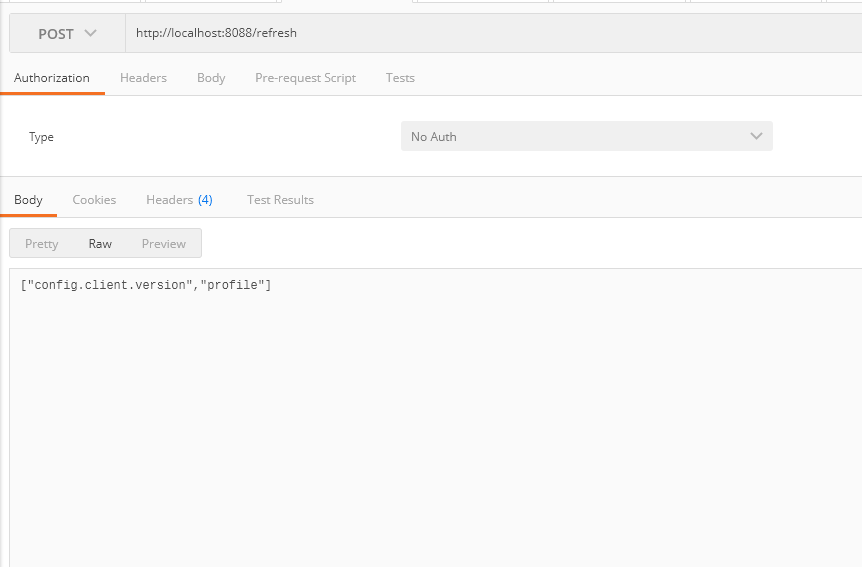 POST http://localhost:8088/refresh
Authorization Headers Body Pre-request Script Tests
Type No Auth
Body Cookies Headers (4) Test Results
Pretty Raw Preview
["config.client.version","profile"]